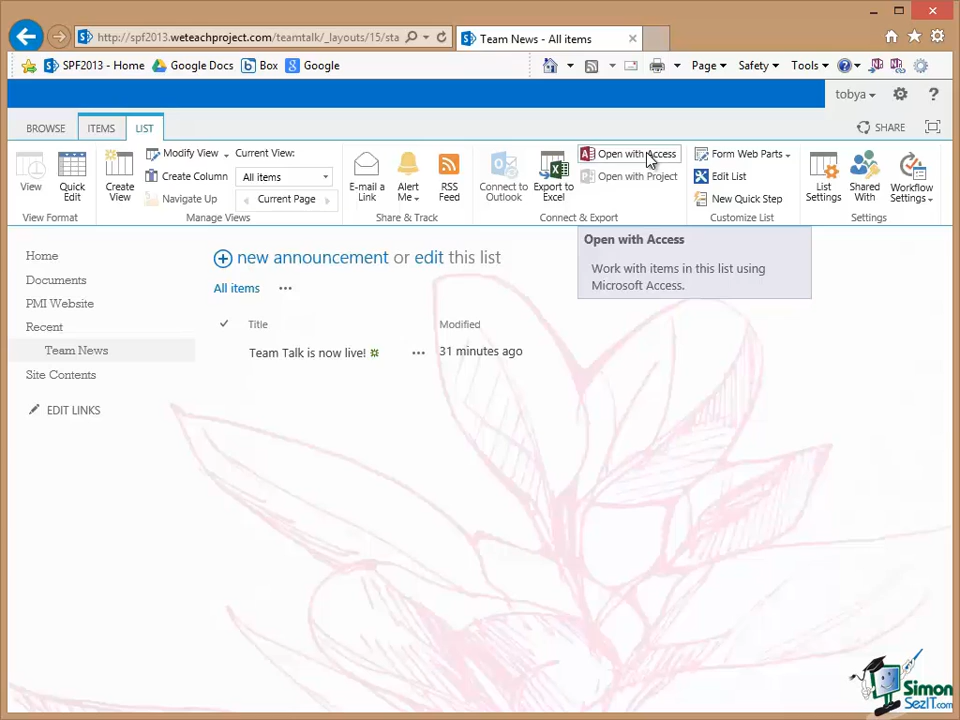 http://spf2013.weteachproject.com/teamtalk/_layouts/15/sta
Team News - All items
SPF2013 - Home
Google Docs
Box
Google
Page
Safety
Tools
tobya
BROWSE
ITEMS
LIST
SHARE
View
Quick Edit
View Format
Create View
Modify View
Create Column
Navigate Up
Current View:
All items
Current Page
Manage Views
E-mail a Link
Alert Me
RSS Feed
Share & Track
Connect to Outlook
Export to Excel
Open with Access
Open with Project
Connect & Export
Form Web Parts
Edit List
New Quick Step
Customize List
List Settings
Shared With
Workflow Settings
Settings
Open with Access
Work with items in this list using
Microsoft Access.
Home
Documents
PMI Website
Recent
Team News
Site Contents
EDIT LINKS
new announcement or edit this list
All items
Title
Modified
Team Talk is now live!
31 minutes ago
Simon
SezIT.com